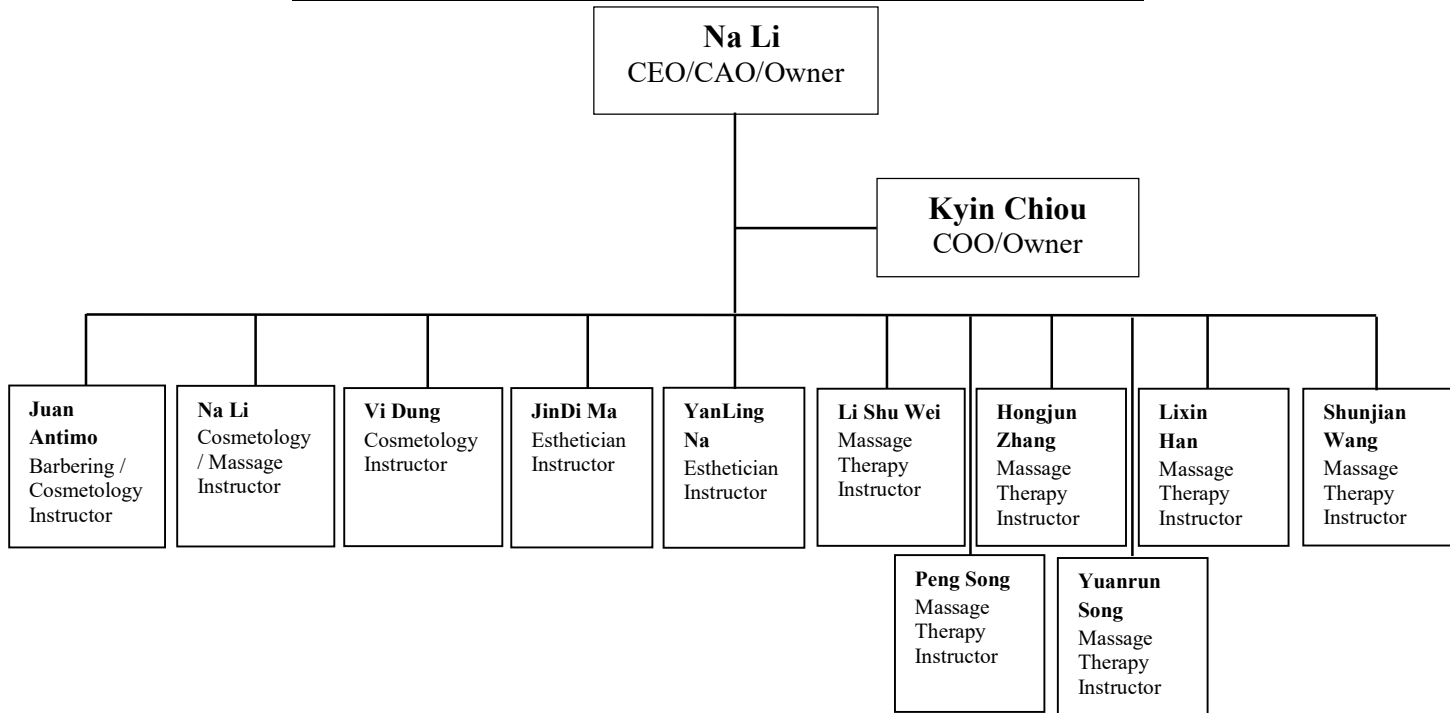 Na Li
CEO/CAO/Owner
Kyin Chiou
COO/Owner
Juan
Antimo
Barbering /
Cosmetology
Instructor
Na Li
Cosmetology
/ Massage
Instructor
Vi Dung
Cosmetology
Instructor
JinDi Ma
Esthetician
Instructor
YanLing
Na
Esthetician
Instructor
Li Shu Wei
Massage
Therapy
Instructor
Hongjun
Zhang
Massage
Therapy
Instructor
Lixin
Han
Massage
Therapy
Instructor
Shunjian
Wang
Massage
Therapy
Instructor
Peng Song
Massage
Therapy
Instructor
Yuanrun
Song
Massage
Therapy
Instructor